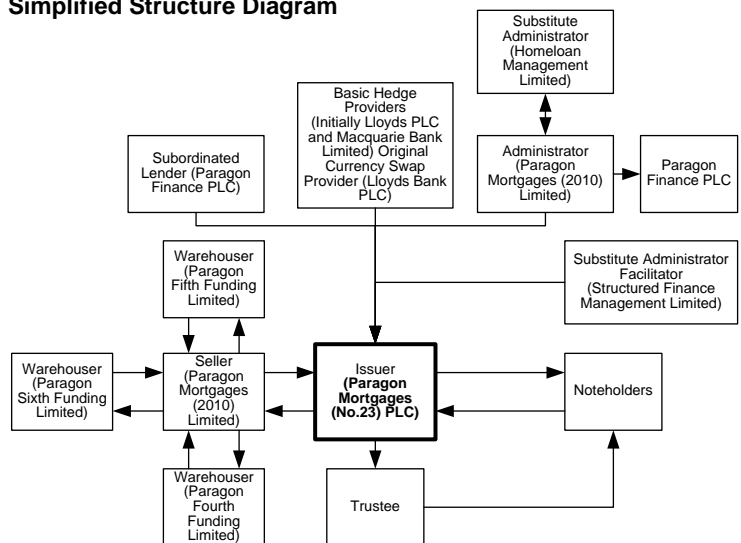 Simplified Structure Diagram
Substitute
Administrator
(Homeloan
Management
Limited)
Basic Hedge
Providers
(Initially Lloyds PLC
and Macquarie Bank
Limited) Original
Currency Swap
Provider (Lloyds Bank
PLC)
Subordinated
Lender (Paragon
Finance PLC)
Administrator
(Paragon
Mortgages (2010)
Limited)
Paragon
Finance PLC
Warehouser
(Paragon
Fifth Funding
Limited)
Substitute Administrator
Facilitator
(Structured Finance
Management Limited)
Warehouser
(Paragon
Sixth Funding
Limited)
Seller
(Paragon
Mortgages
(2010)
Limited)
Issuer
(Paragon
Mortgages
(No.23) PLC)
Noteholders
Warehouser
(Paragon
Fourth
Funding
Limited)
Trustee